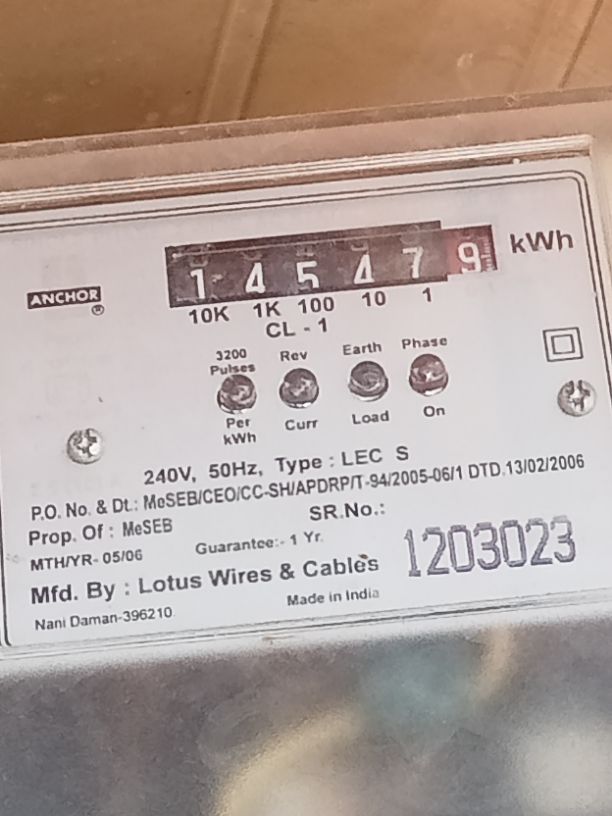 1 4 5 4 7 9 kWh
ANCHOR ®
10K 1K 100 10 1
CL - 1
3200 Pulses Per kWh
Rev Curr
Earth Load
Phase On
240V, 50Hz, Type : LEC S
P.O. No. & Dt.: MeSEB/CEO/CC-SH/APDRP/T-94/2005-06/1 DTD.13/02/2006
Prop. Of : MeSEB
SR.No.:
MTH/YR- 05/06
Guarantee:- 1 Yr.
1203023
Mfd. By : Lotus Wires & Cables
Nani Daman-396210.
Made in India